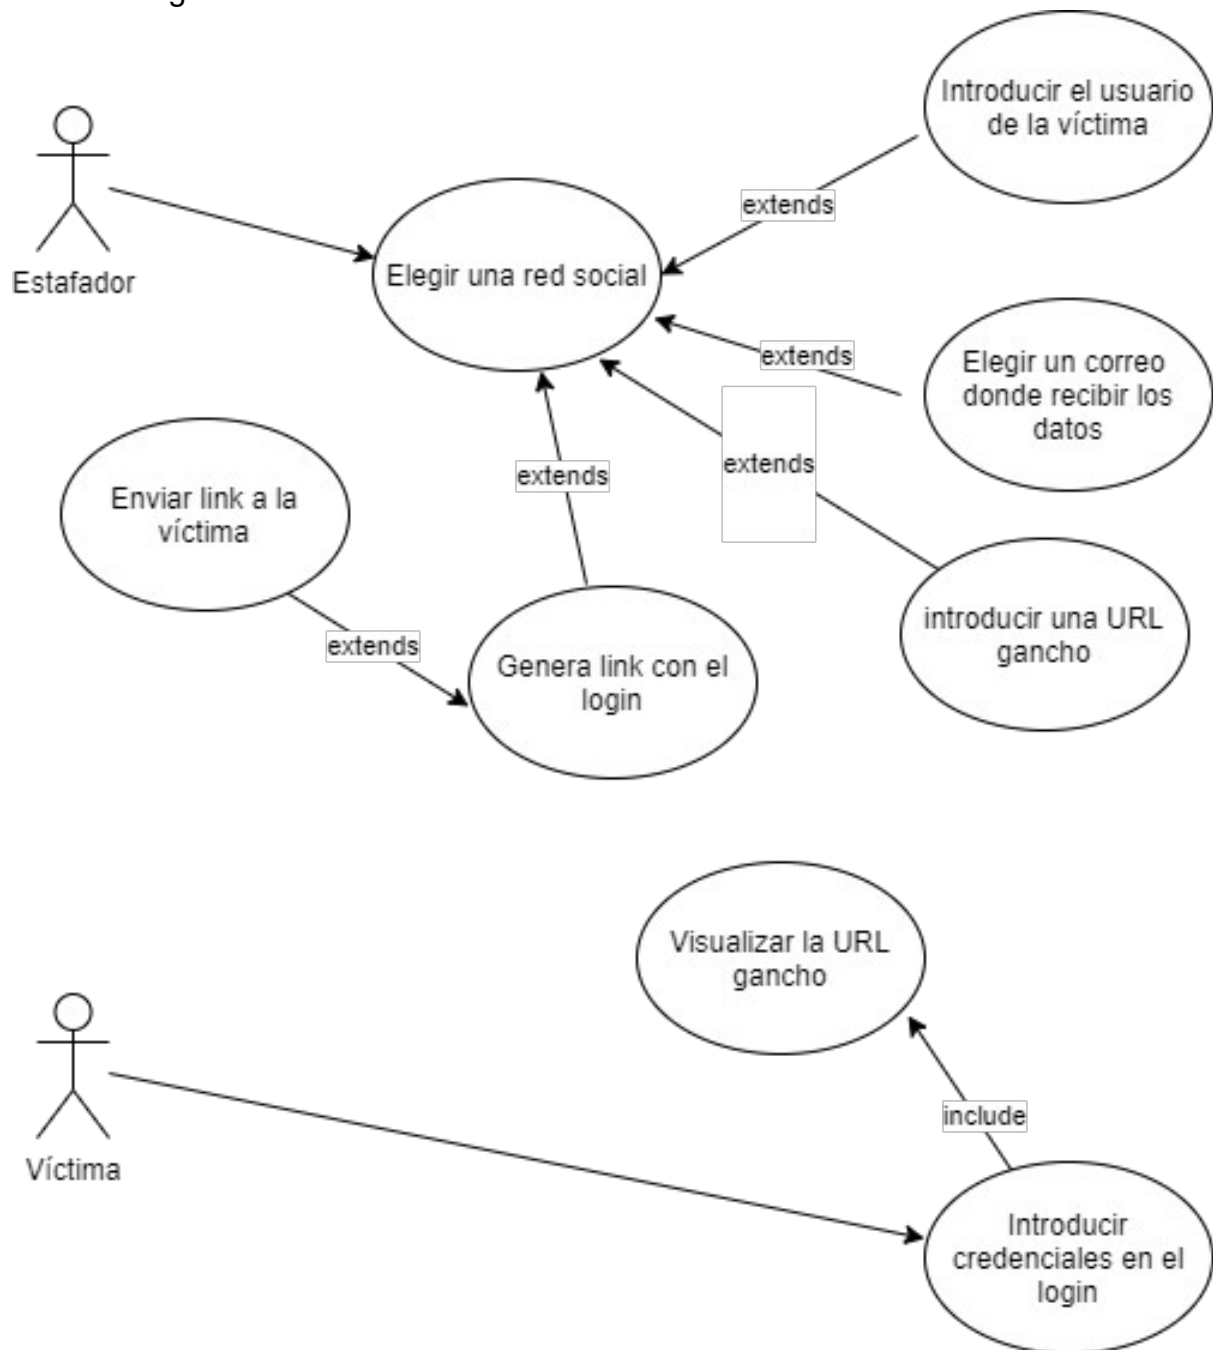 Introducir el usuario
de la víctima
extends
Estafador
Elegir una red social
extends
Elegir un correo
donde recibir los
datos
extends
extends
Enviar link a la
víctima
introducir una URL
gancho
extends
Genera link con el
login
Visualizar la URL
gancho
include
Víctima
Introducir
credenciales en el
login